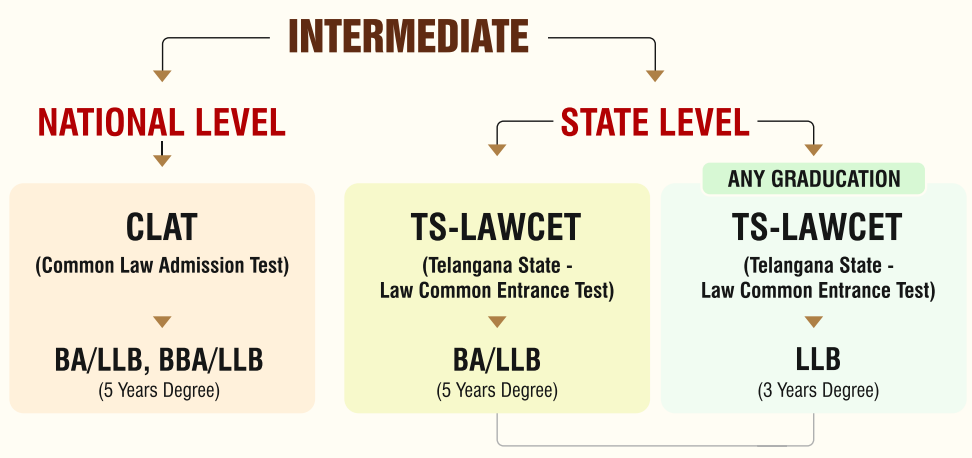 INTERMEDIATE
NATIONAL LEVEL
STATE LEVEL
CLAT
(Common Law Admission Test)
BA/LLB, BBA/LLB
(5 Years Degree)
TS-LAWCET
(Telangana State -
Law Common Entrance Test)
BA/LLB
(5 Years Degree)
ANY GRADUCATION
TS-LAWCET
(Telangana State -
Law Common Entrance Test)
LLB
(3 Years Degree)